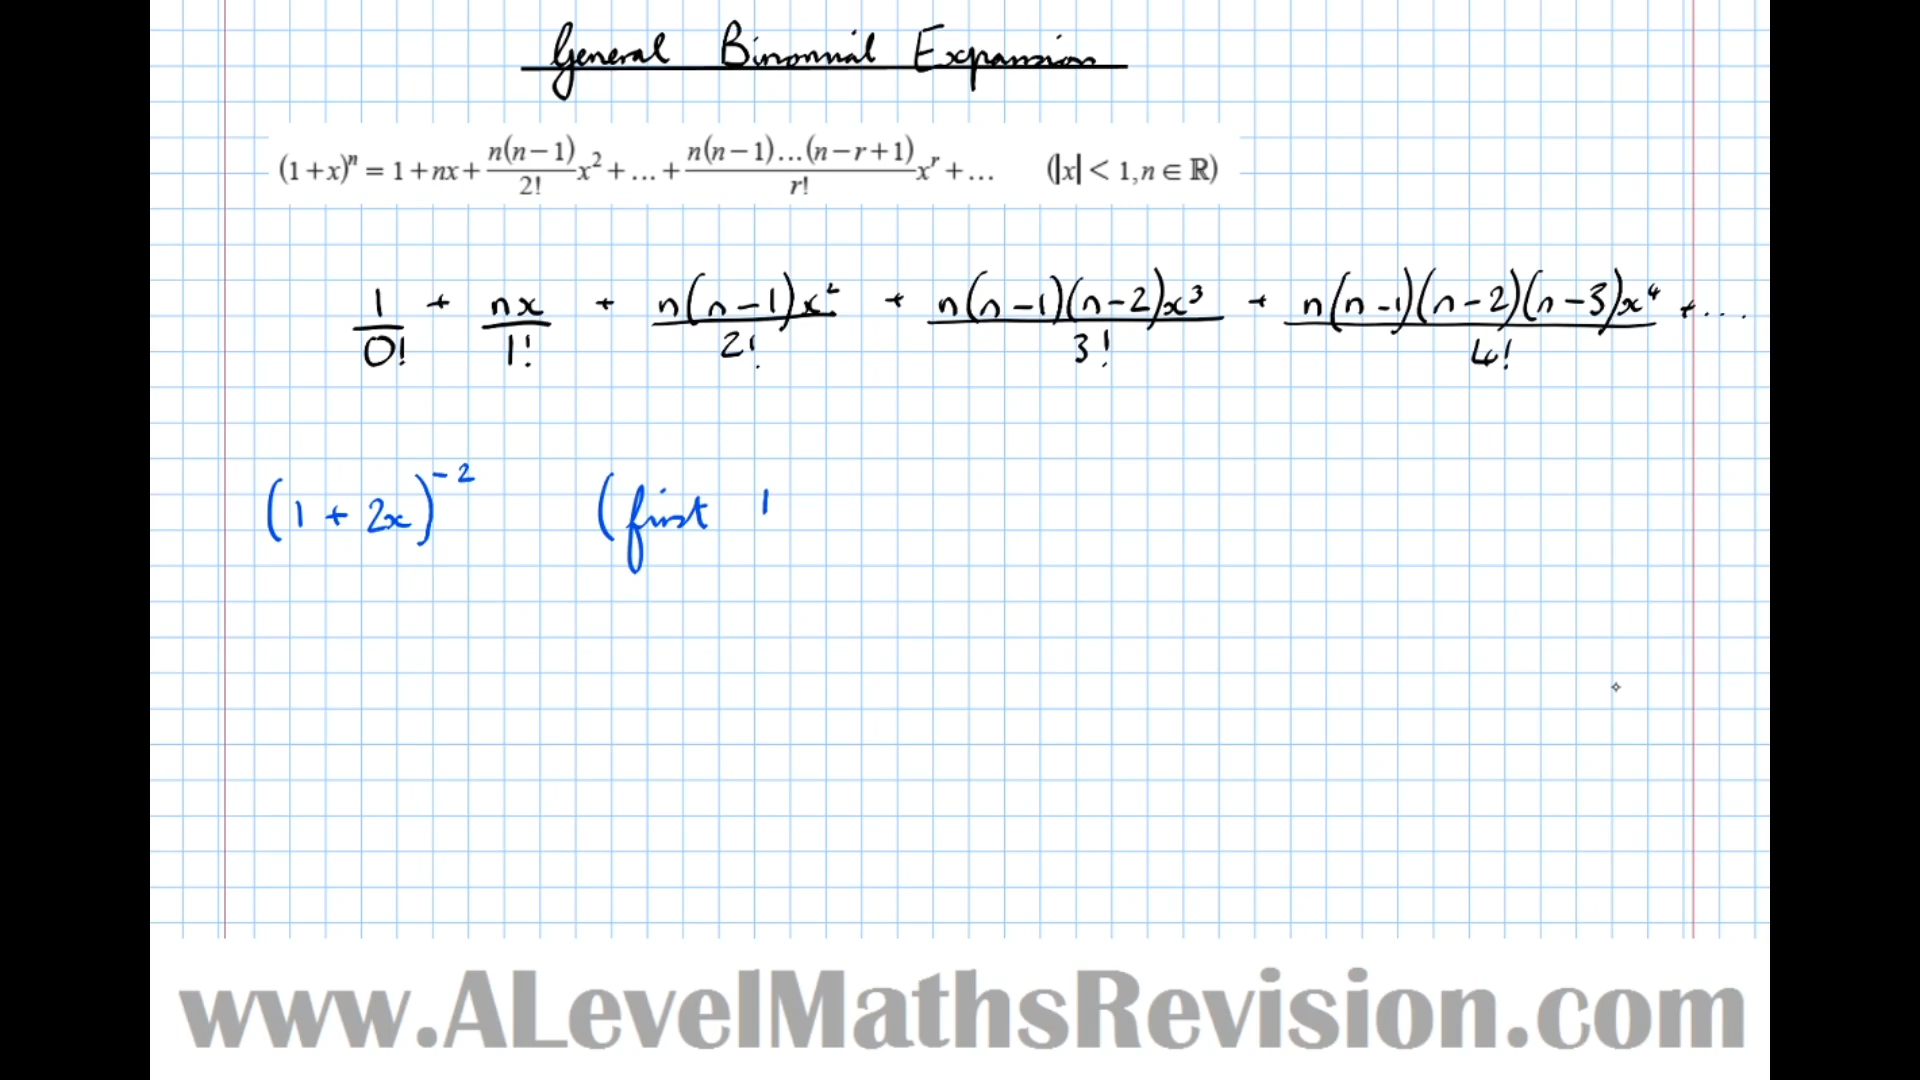 General Binomial Expansion
(1+x)^n = 1 + nx + n(n−1)/2! x² + … + n(n−1)…(n−r+1)/r! x^r + … (|x| < 1, n ∈ ℝ)
1/0! + nx/1! + n(n−1)x²/2! + n(n−1)(n−2)x³/3! + n(n−1)(n−2)(n−3)x⁴/4! + ...
(1 + 2x)^−2 (first
www.ALevelMathsRevision.com